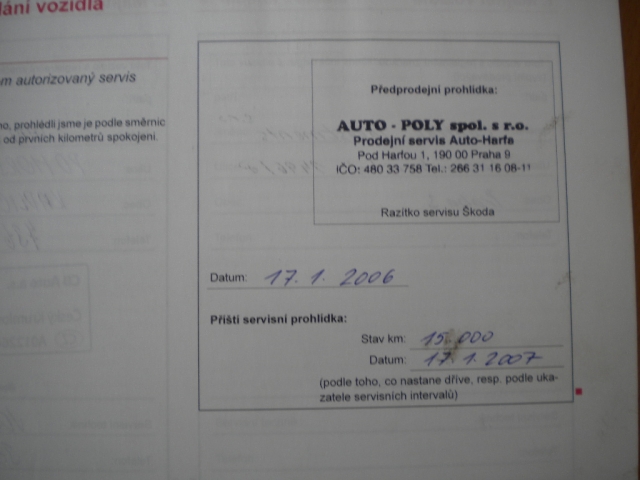 dání vozidla
m autorizovaný servis
no, prohlédli jsme je podle směrnic
od prvních kilometrů spokojeni.
Předprodejní prohlídka:
AUTO - POLY spol. s r.o.
Prodejní servis Auto-Harfa
Pod Harfou 1, 190 00 Praha 9
IČO: 480 33 758 Tel.: 266 31 16 08-11
Razítko servisu Škoda
Datum: 17. 1. 2006
Příští servisní prohlídka:
Stav km: 15.000
Datum: 17.1.2007
(podle toho, co nastane dříve, resp. podle uka-
zatele servisních intervalů)